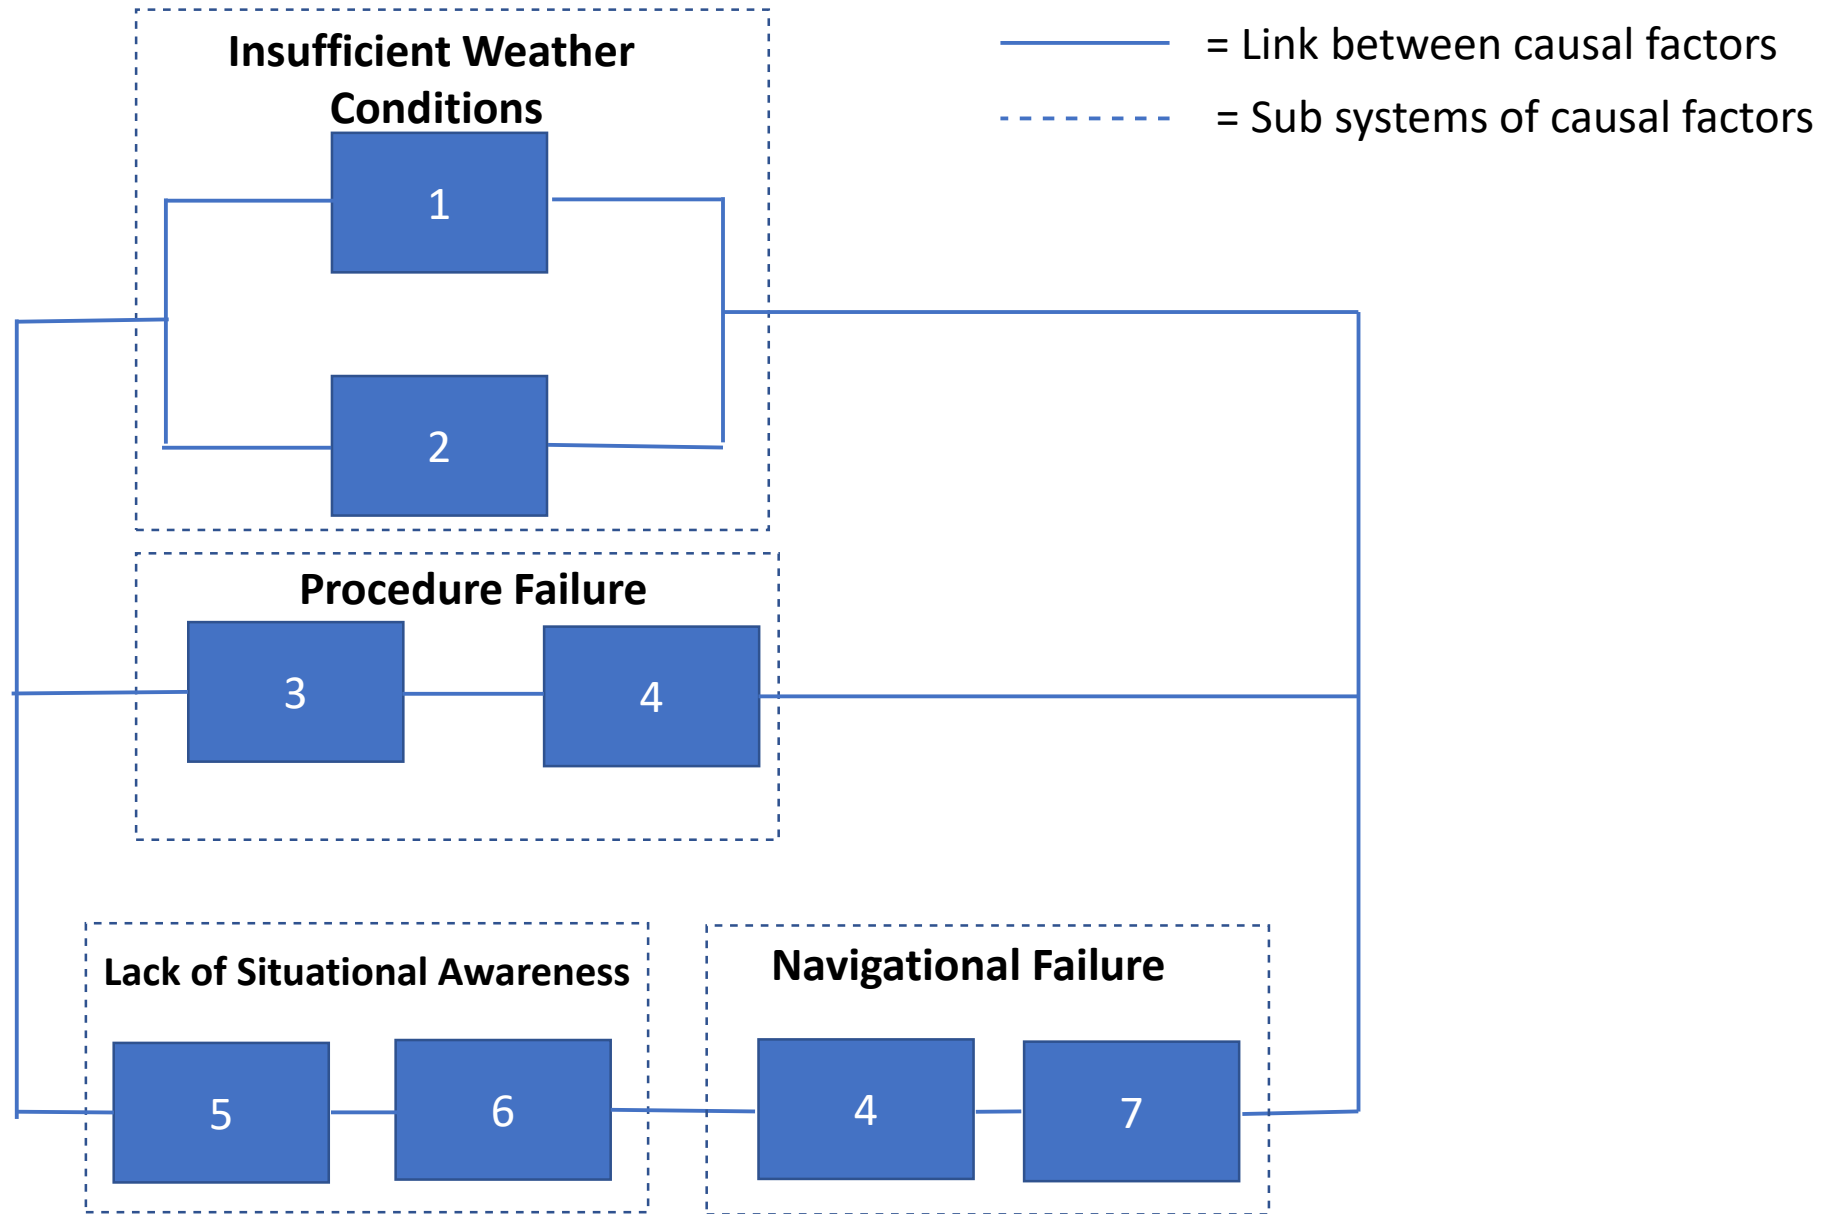 Insufficient Weather
Conditions
= Link between causal factors
= Sub systems of causal factors
1
2
Procedure Failure
3
4
Lack of Situational Awareness
5
6
Navigational Failure
4
7